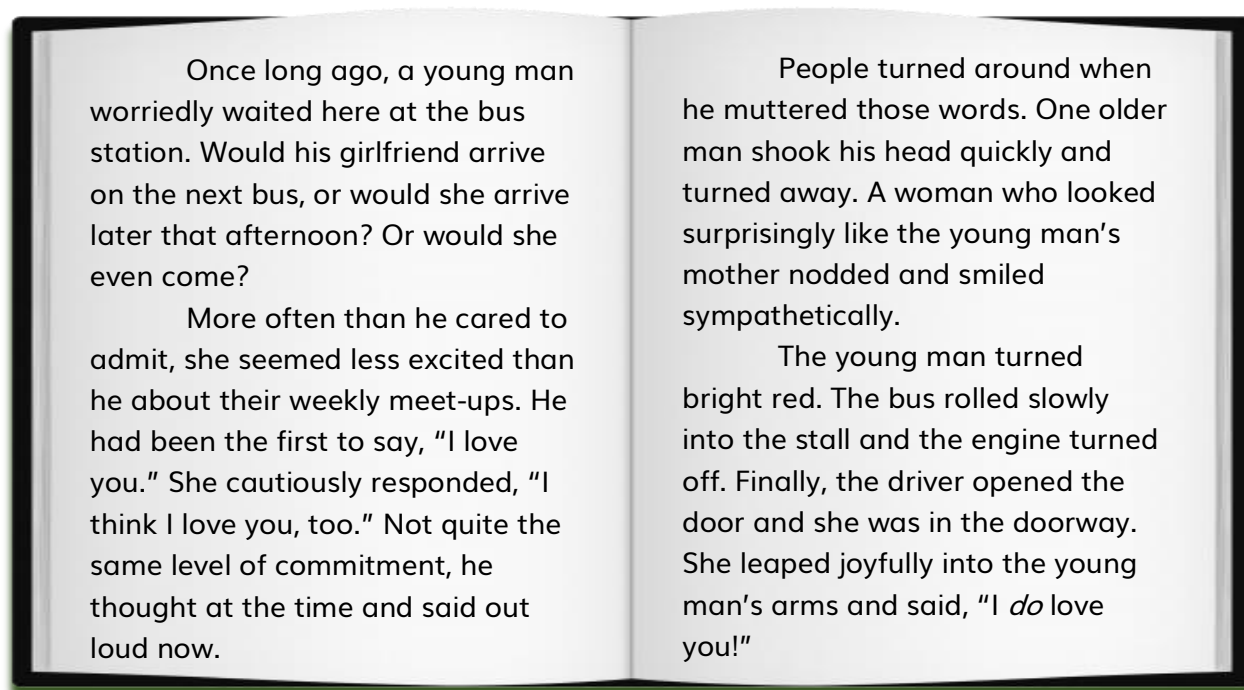 Once long ago, a young man
worriedly waited here at the bus
station. Would his girlfriend arrive
on the next bus, or would she arrive
later that afternoon? Or would she
even come?
More often than he cared to
admit, she seemed less excited than
he about their weekly meet-ups. He
had been the first to say, “I love
you.” She cautiously responded, “I
think I love you, too.” Not quite the
same level of commitment, he
thought at the time and said out
loud now.
People turned around when
he muttered those words. One older
man shook his head quickly and
turned away. A woman who looked
surprisingly like the young man’s
mother nodded and smiled
sympathetically.
The young man turned
bright red. The bus rolled slowly
into the stall and the engine turned
off. Finally, the driver opened the
door and she was in the doorway.
She leaped joyfully into the young
man’s arms and said, “I do love
you!”